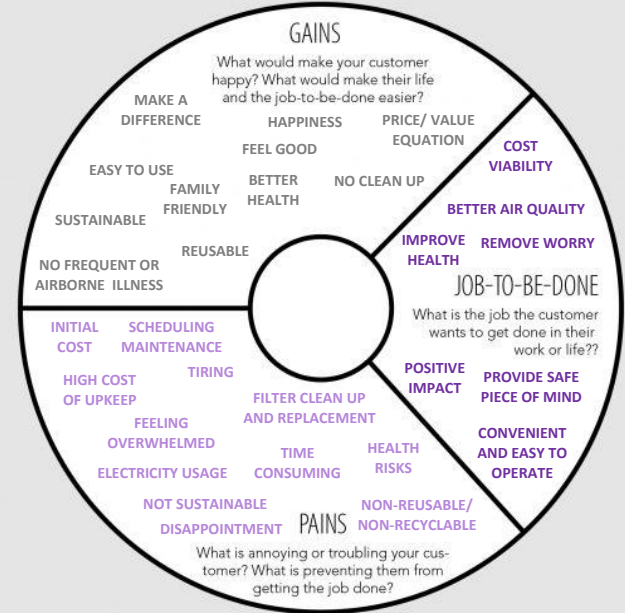 GAINS
What would make your customer
happy? What would make their life
and the job-to-be-done easier?
MAKE A
DIFFERENCE
HAPPINESS
PRICE/ VALUE
EQUATION
FEEL GOOD
EASY TO USE
FAMILY
FRIENDLY
BETTER
HEALTH
NO CLEAN UP
SUSTAINABLE
REUSABLE
NO FREQUENT OR
AIRBORNE ILLNESS
COST
VIABILITY
BETTER AIR QUALITY
IMPROVE
HEALTH
REMOVE WORRY
JOB-TO-BE-DONE
What is the job the customer
wants to get done in their
work or life??
POSITIVE
IMPACT
PROVIDE SAFE
PIECE OF MIND
CONVENIENT
AND EASY TO
OPERATE
INITIAL
COST
SCHEDULING
MAINTENANCE
TIRING
HIGH COST
OF UPKEEP
FILTER CLEAN UP
AND REPLACEMENT
FEELING
OVERWHELMED
TIME
CONSUMING
HEALTH
RISKS
ELECTRICITY USAGE
NOT SUSTAINABLE
NON-REUSABLE/
NON-RECYCLABLE
DISAPPOINTMENT
PAINS
What is annoying or troubling your cus-
tomer? What is preventing them from
getting the job done?